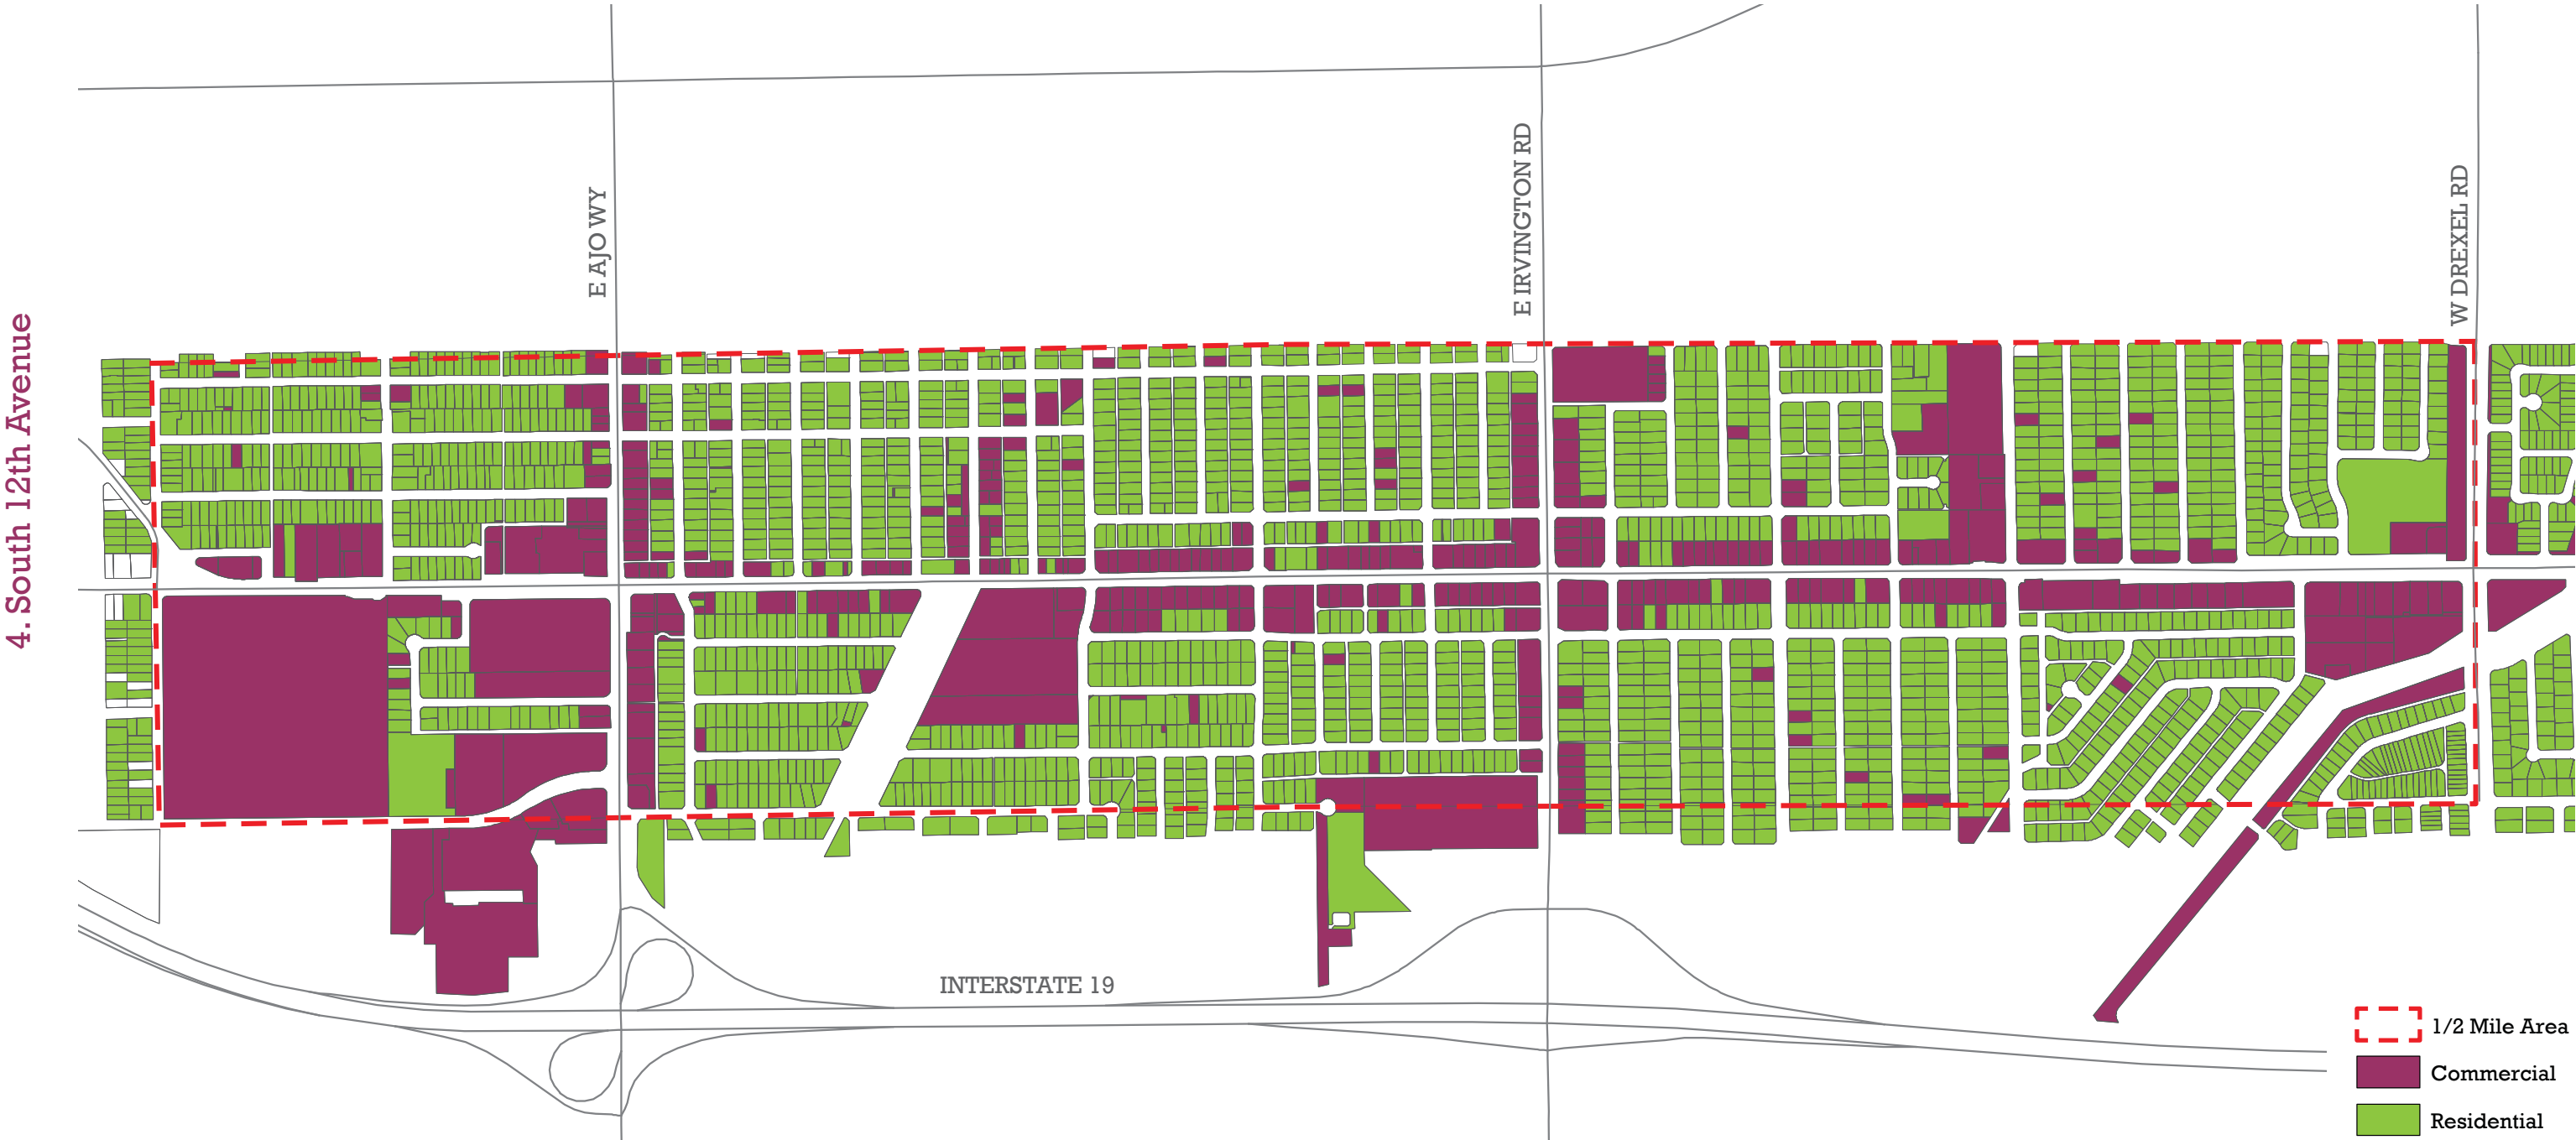 4. South 12th Avenue
E AJO WY
E IRVINGTON RD
W DREXEL RD
INTERSTATE 19
1/2 Mile Area
Commercial
Residential